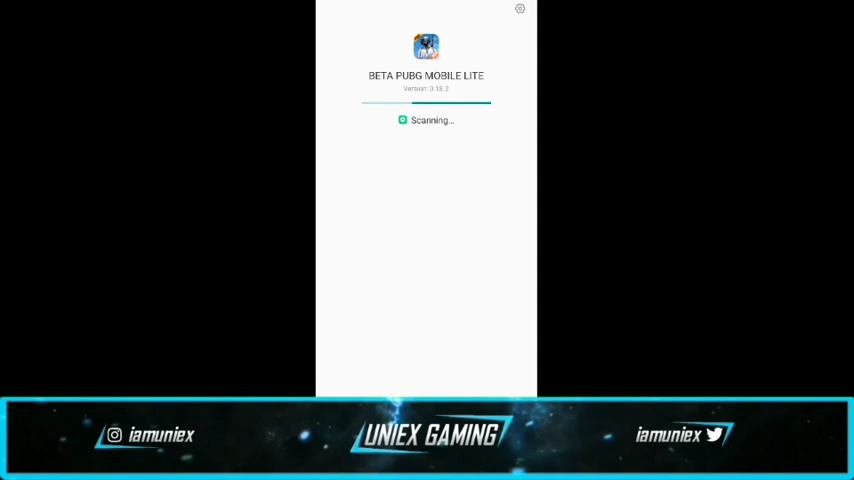 BETA PUBG MOBILE LITE
Version: 0.18.2
Scanning...
iamuniex
UNIEX GAMING
iamuniex